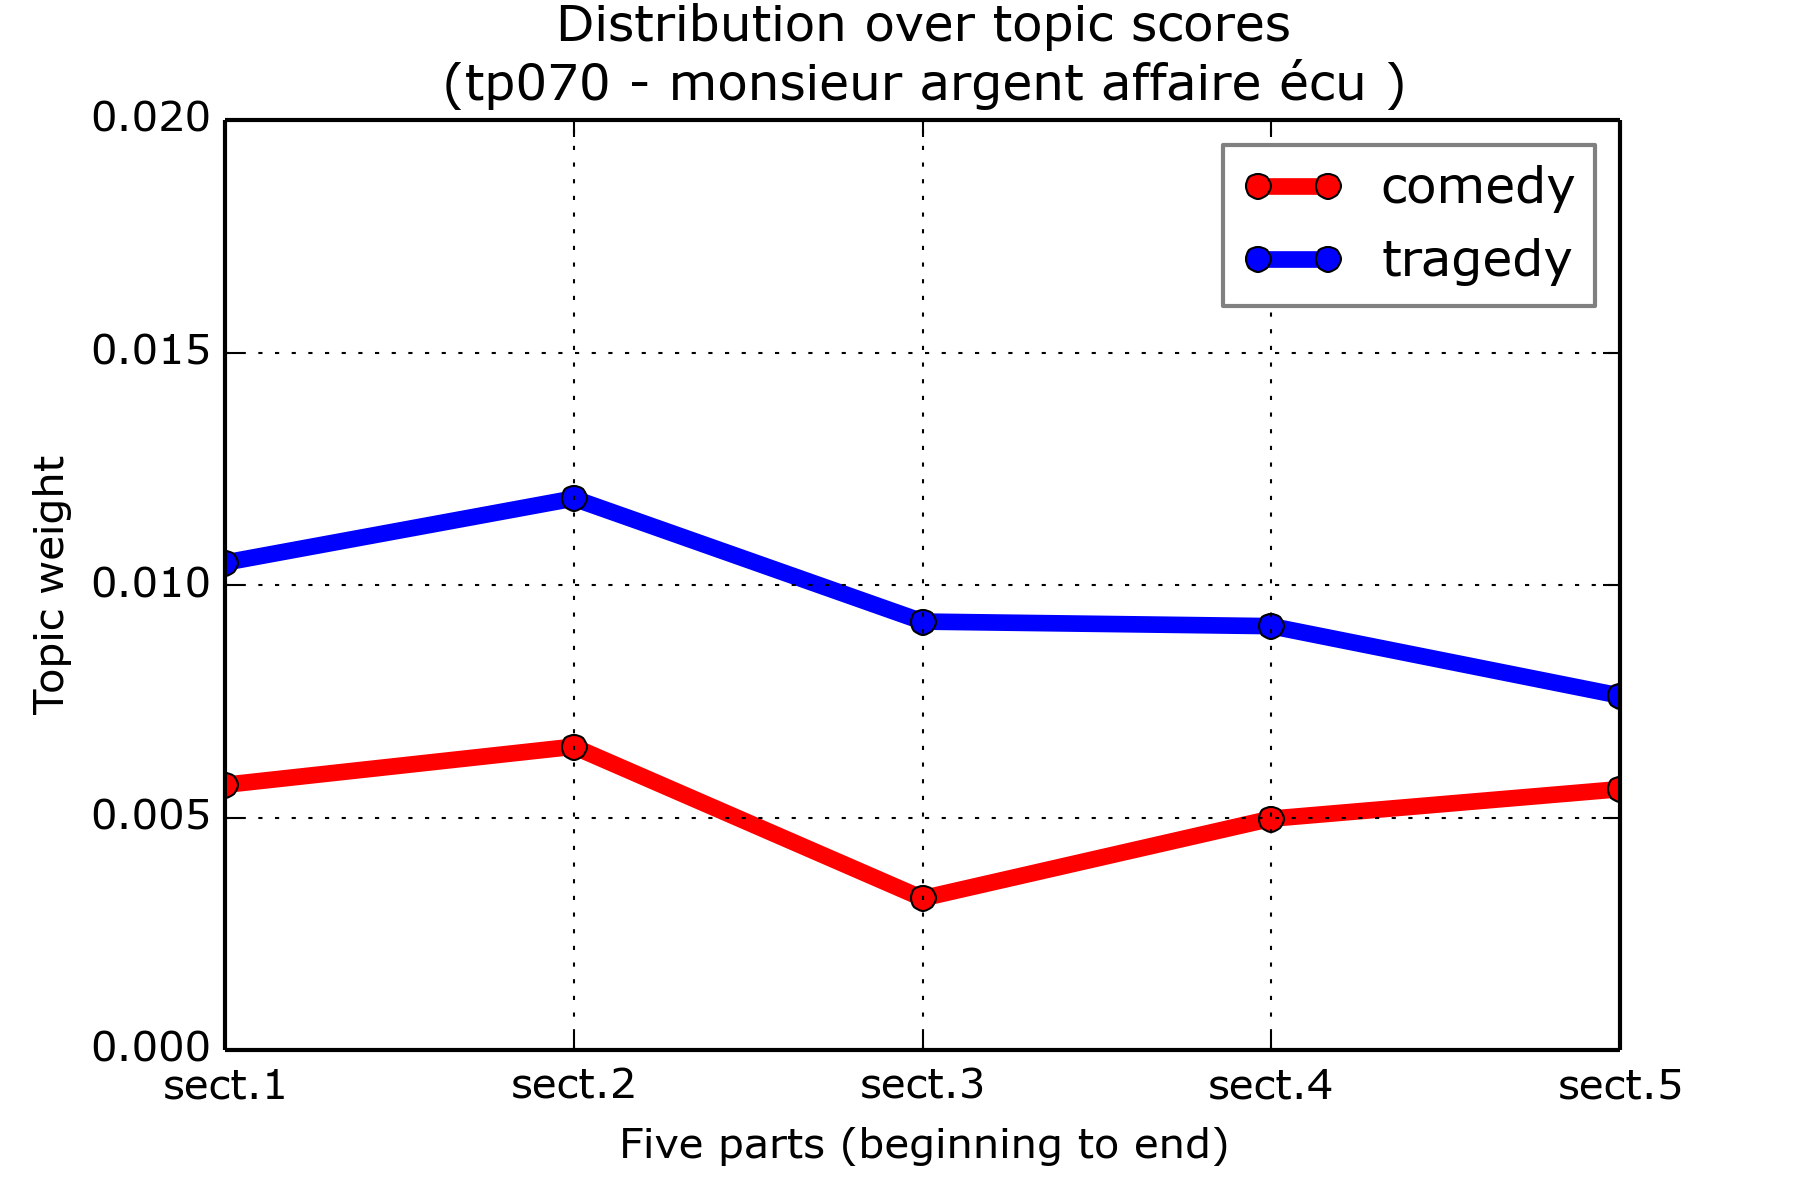 Distribution over topic scores
(tp070 - monsieur argent affaire écu )
0.020
0.015
0.010
0.005
0.000
Topic weight
comedy
tragedy
sect.1 sect.2 sect.3 sect.4 sect.5
Five parts (beginning to end)